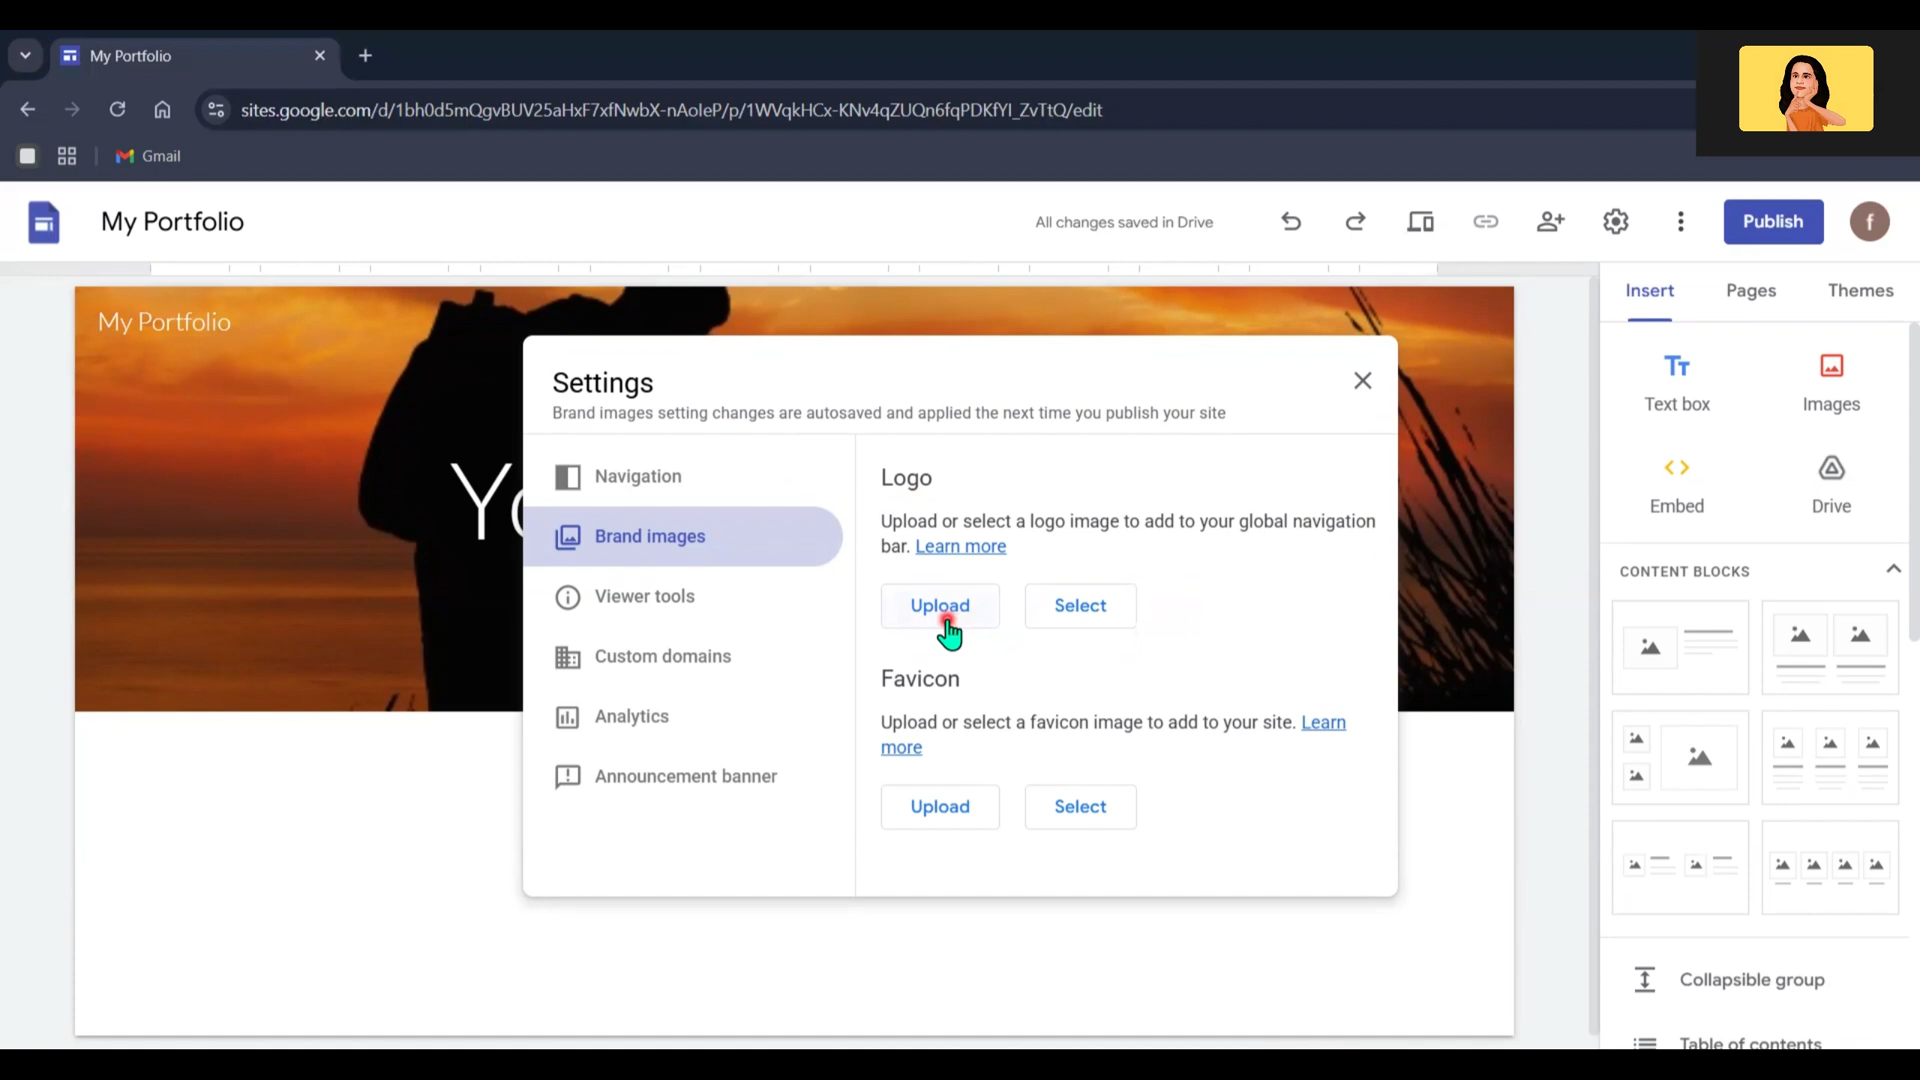 My Portfolio
sites.google.com/d/1bh0d5mQgvBUV25aHxF7xfNwbX-nAoIeP/p/1WVqkHCx-KNv4qZUQn6fqPDKfYl_ZvTtQ/edit
Gmail
My Portfolio
All changes saved in Drive
Publish
f
Insert
Pages
Themes
My Portfolio
Yo
Settings
Brand images setting changes are autosaved and applied the next time you publish your site
Navigation
Brand images
Viewer tools
Custom domains
Analytics
Announcement banner
Logo
Upload or select a logo image to add to your global navigation
bar. Learn more
Upload
Select
Favicon
Upload or select a favicon image to add to your site. Learn
more
Upload
Select
Tт
Text box
Images
Embed
Drive
CONTENT BLOCKS
Collapsible group
Table of contents